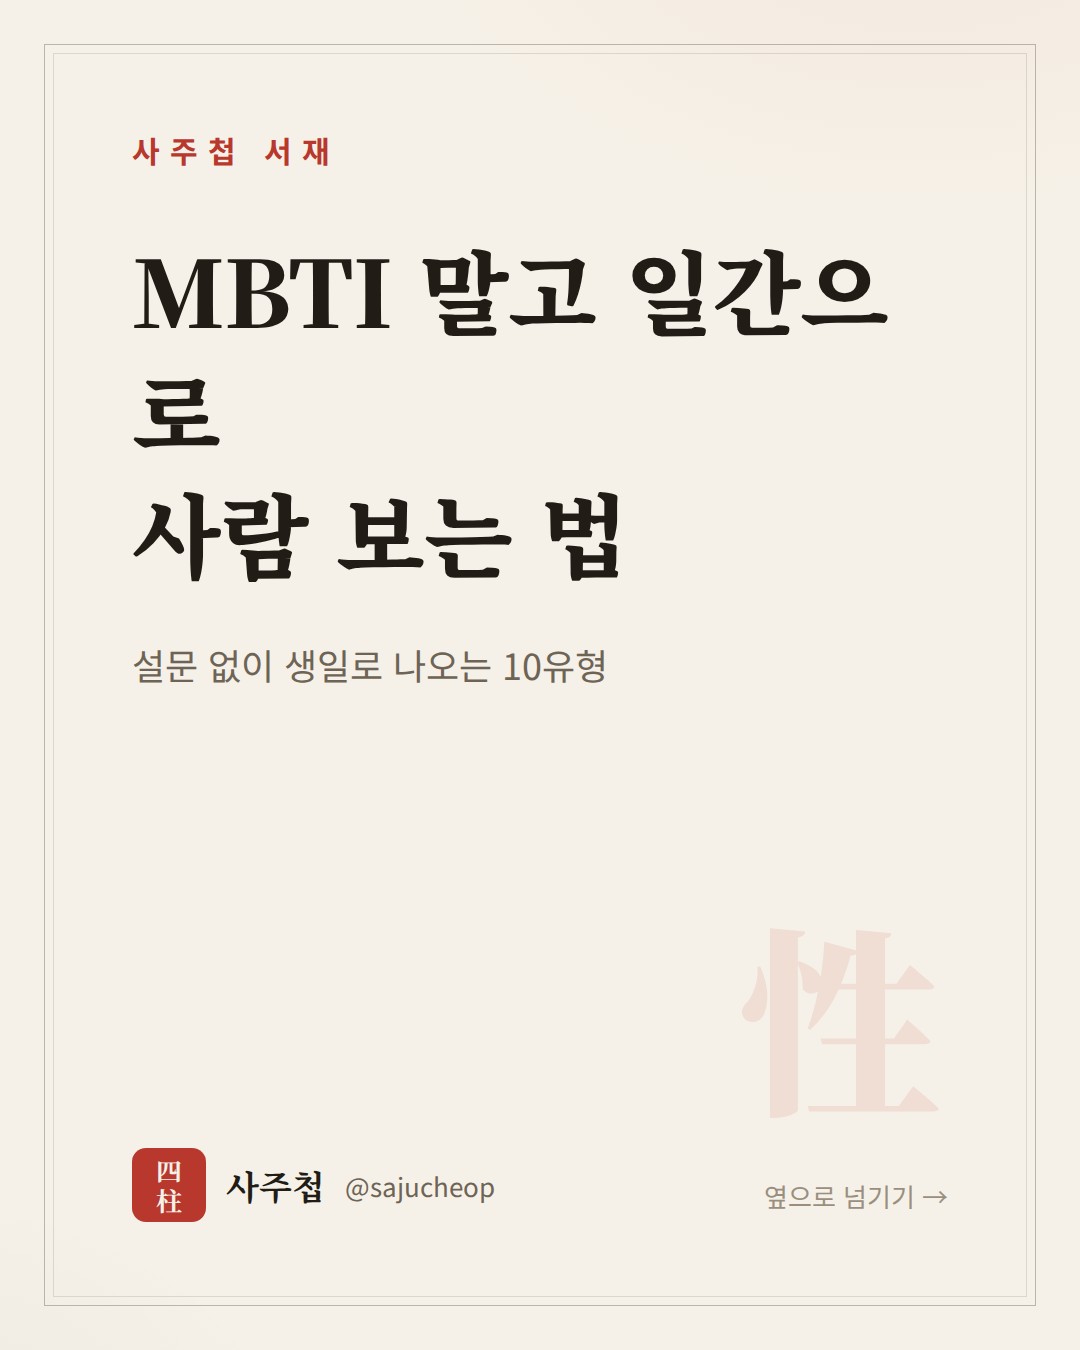 사주첩 서재
MBTI 말고 일간으
로
사람 보는 법
설문 없이 생일로 나오는 10유형
性
四
柱
사주첩 @sajucheop
옆으로 넘기기 →